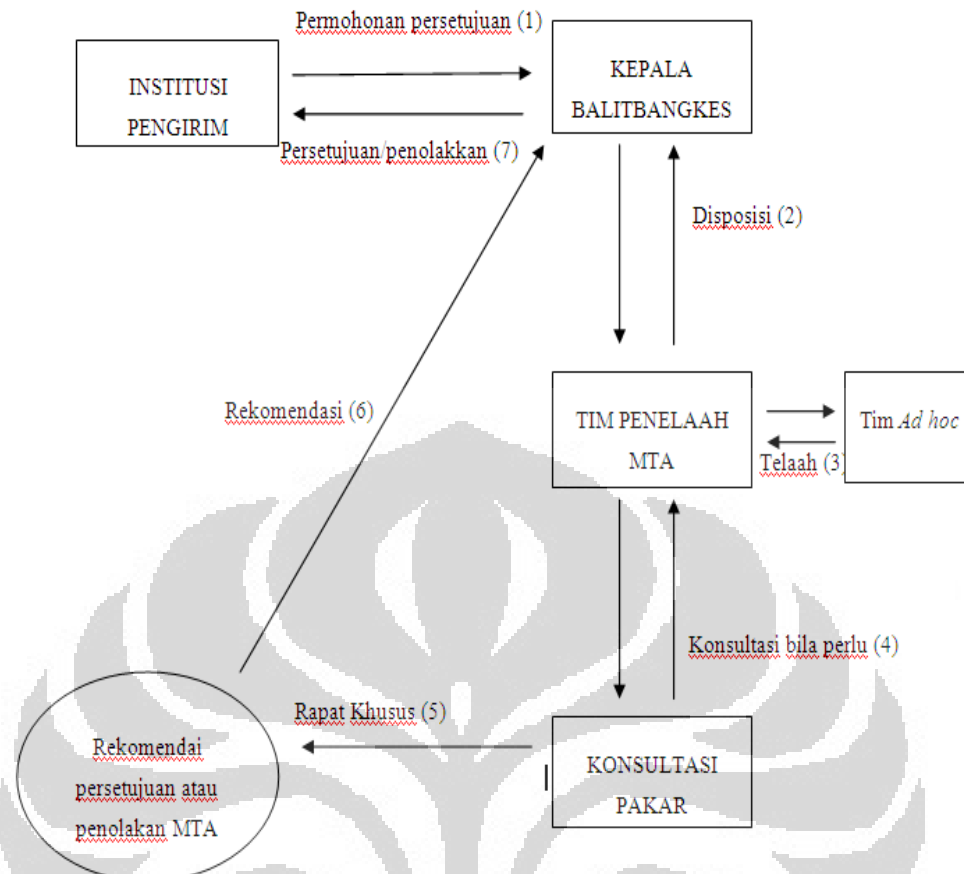 Permohonan persetujuan (1)
INSTITUSI
PENGIRIM
KEPALA
BALITBANGKES
Persetujuan/penolakkan (7)
Disposisi (2)
Rekomendasi (6)
TIM PENELAAH
MTA
Tim Ad hoc
Telaah (3)
Konsultasi bila perlu (4)
Rapat Khusus (5)
Rekomendai
persetujuan atau
penolakan MTA
KONSULTASI
PAKAR